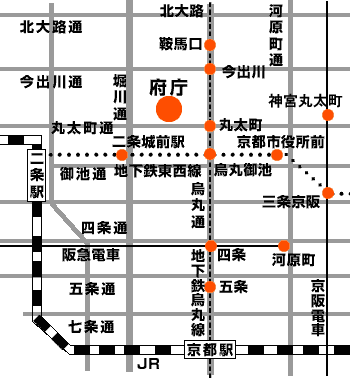 北大路
河原町通
北大路通
鞍馬口
今出川
今出川通
堀川通
府庁
神宮丸太町
丸太町通
丸太町
二条城前駅
京都市役所前
二条駅
御池通
地下鉄東西線
烏丸御池
烏丸通
三条京阪
四条通
阪急電車
地下鉄烏丸線
四条
河原町
五条通
五条
京阪電車
七条通
京都駅
JR